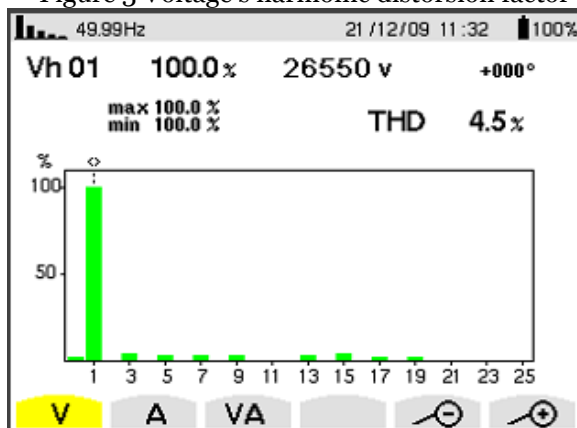 Figure 3 Voltage's harmonic distorsion factor
49.99Hz 21/12/09 11:32 100%
Vh 01 100.0 % 26550 v +000°
max 100.0 %
min 100.0 %
THD 4.5 %
%
100
50
1 3 5 7 9 11 13 15 17 19 21 23 25
V A VA